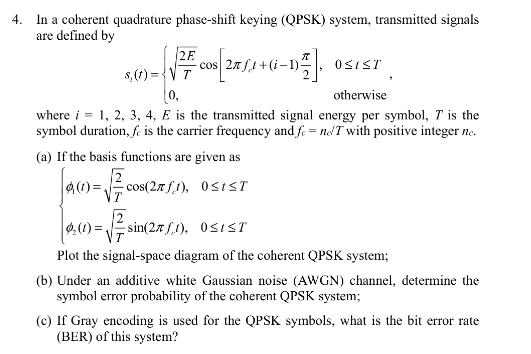 4. In a coherent quadrature phase-shift keying (QPSK) system, transmitted signals
are defined by
s_i(t) = { √(2E/T) cos[2πf_c t + (i−1)π/2], 0 ≤ t ≤ T
0, otherwise ,
where i = 1, 2, 3, 4, E is the transmitted signal energy per symbol, T is the
symbol duration, f_c is the carrier frequency and f_c = n_c/T with positive integer n_c.
(a) If the basis functions are given as
{ ϕ₁(t) = √(2/T) cos(2πf_c t), 0 ≤ t ≤ T
ϕ₂(t) = √(2/T) sin(2πf_c t), 0 ≤ t ≤ T
Plot the signal-space diagram of the coherent QPSK system;
(b) Under an additive white Gaussian noise (AWGN) channel, determine the
symbol error probability of the coherent QPSK system;
(c) If Gray encoding is used for the QPSK symbols, what is the bit error rate
(BER) of this system?